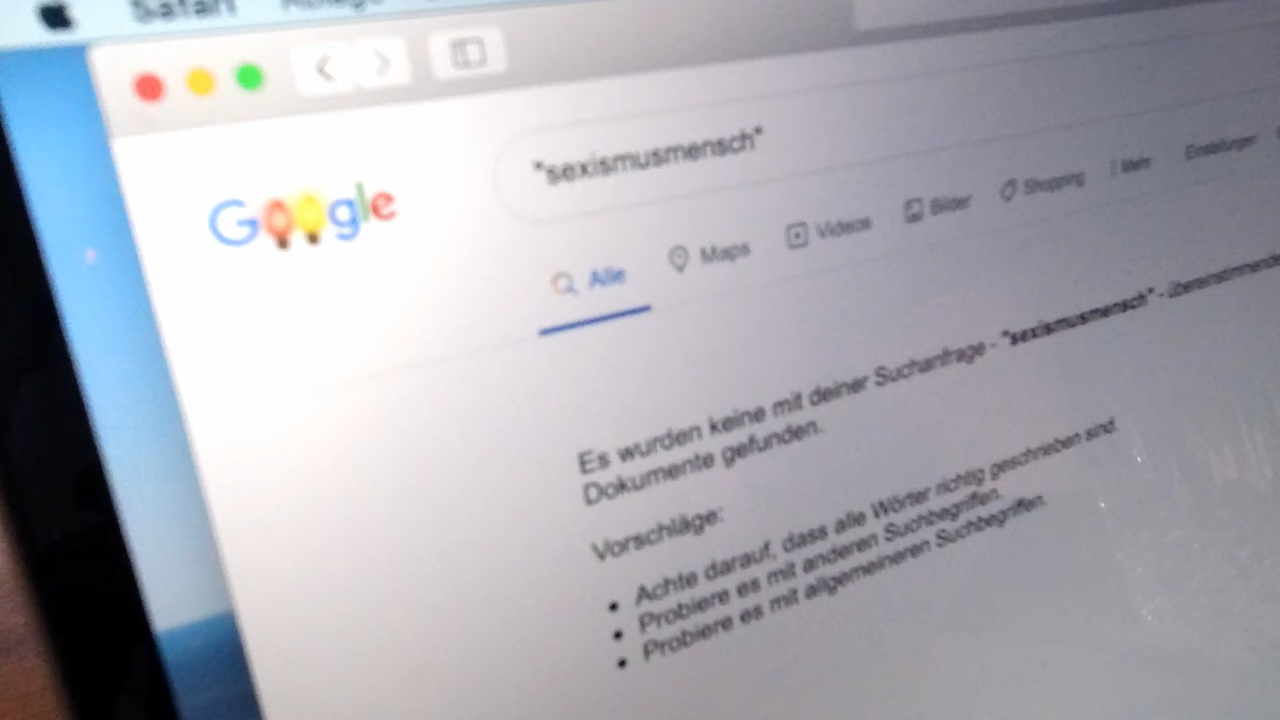 Safari Ablage
Google
"sexismusmensch"
Alle Maps Videos Bilder Shopping Mehr Einstellungen
Es wurden keine mit deiner Suchanfrage - "sexismusmensch" - übereinstimmenden
Dokumente gefunden.
Vorschläge:
Achte darauf, dass alle Wörter richtig geschrieben sind.
Probiere es mit anderen Suchbegriffen.
Probiere es mit allgemeineren Suchbegriffen.